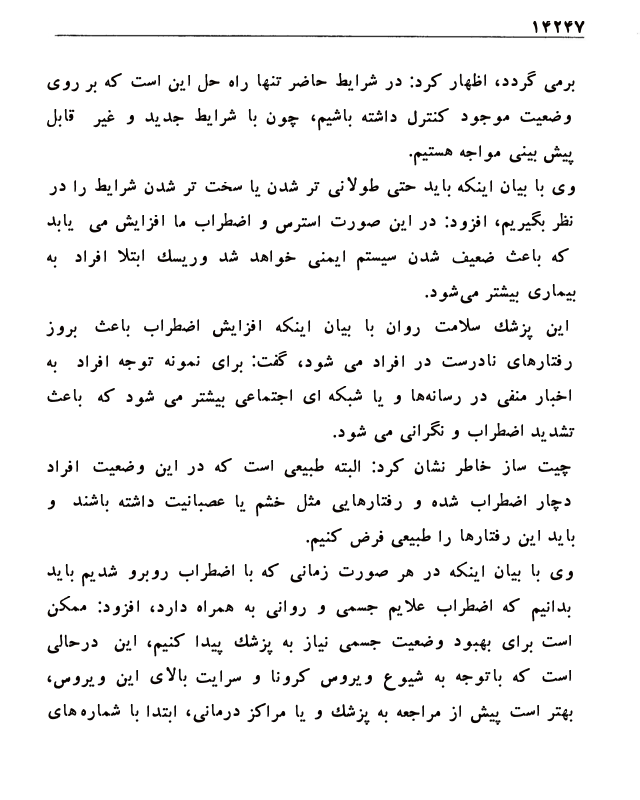 ۱۴۲۴۷
برمی گردد، اظهار کرد: در شرایط حاضر تنها راه حل این است که بر روی
وضعیت موجود کنترل داشته باشیم، چون با شرایط جدید و غیر قابل
پیش بینی مواجه هستیم.
وی با بیان اینکه باید حتی طولانی تر شدن یا سخت تر شدن شرایط را در
نظر بگیریم، افزود: در این صورت استرس و اضطراب ما افزایش می یابد
که باعث ضعیف شدن سیستم ایمنی خواهد شد وریسك ابتلا افراد به
بیماری بیشتر می‌شود.
این پزشك سلامت روان با بیان اینکه افزایش اضطراب باعث بروز
رفتارهای نادرست در افراد می شود، گفت: برای نمونه توجه افراد به
اخبار منفی در رسانه‌ها و یا شبکه ای اجتماعی بیشتر می شود که باعث
تشدید اضطراب و نگرانی می شود.
چیت ساز خاطر نشان کرد: البته طبیعی است که در این وضعیت افراد
دچار اضطراب شده و رفتارهایی مثل خشم یا عصبانیت داشته باشند و
باید این رفتارها را طبیعی فرض کنیم.
وی با بیان اینکه در هر صورت زمانی که با اضطراب روبرو شدیم باید
بدانیم که اضطراب علایم جسمی و روانی به همراه دارد، افزود: ممکن
است برای بهبود وضعیت جسمی نیاز به پزشك پیدا کنیم، این درحالی
است که باتوجه به شیوع ویروس کرونا و سرایت بالای این ویروس،
بهتر است پیش از مراجعه به پزشك و یا مراکز درمانی، ابتدا با شماره‌های